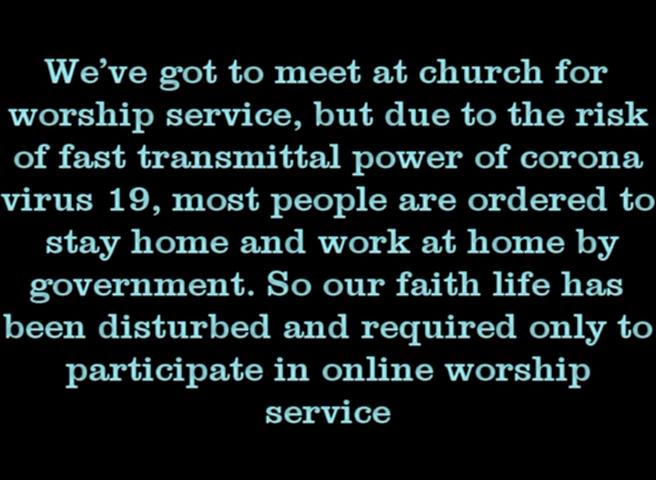 We've got to meet at church for
worship service, but due to the risk
of fast transmittal power of corona
virus 19, most people are ordered to
stay home and work at home by
government. So our faith life has
been disturbed and required only to
participate in online worship
service